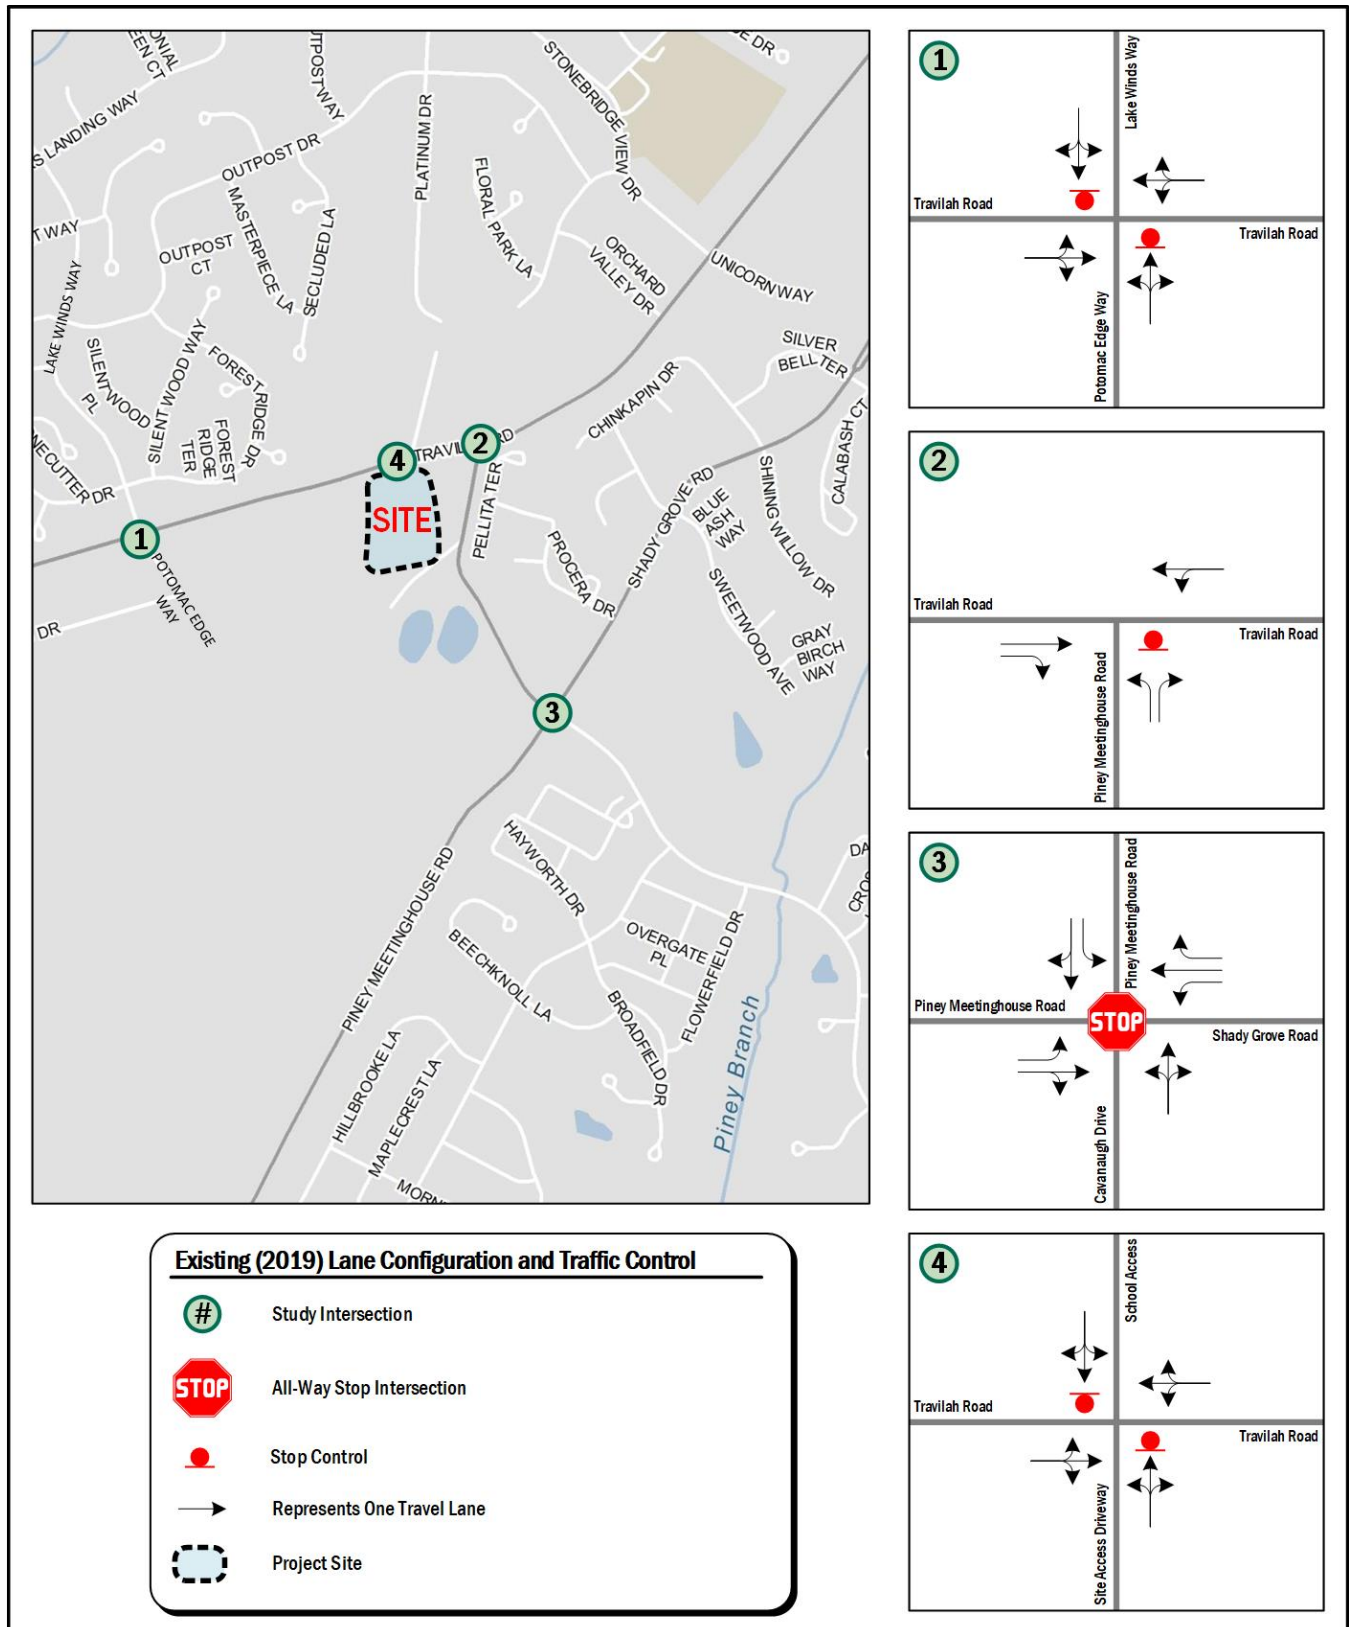 ONIAL
EEN CT
S LANDING WAY
TPOST WAY
OUTPOST DR
PLATINUM DR
STONEBRIDGE VIEW DR
E DR
T WAY
OUTPOST
CT
MASTERPIECE LA
SECLUDED LA
FLORAL PARK LA
ORCHARD
VALLEY DR
UNICORN WAY
LAKE WINDS WAY
SILENT WOOD
PL
SILENT WOOD WAY
FOREST RIDGE DR
FOREST
RIDGE
TER
NECUTTER DR
SILVER
BELL TER
CHINKAPIN DR
CALABASH CT
4
TRAVIL
RD
2
SITE
PELLITA TER
1
POTOMAC EDGE
WAY
DR
PROCERA DR
SHADY GROVE RD
BLUE
ASH
WAY
SHINING WILLOW DR
SWEETWOOD AVE
GRAY
BIRCH
WAY
3
PINEY MEETINGHOUSE RD
HAYWORTH DR
BEECHKNOLL LA
OVERGATE
PL
FLOWERFIELD DR
BROADFIELD DR
DA
CRO
HILLBROOKE LA
MAPLECREST LA
MORN
Piney Branch
1
Lake Winds Way
Travilah Road
Travilah Road
Potomac Edge Way
2
Travilah Road
Travilah Road
Piney Meetinghouse Road
3
Piney Meetinghouse Road
Piney Meetinghouse Road
STOP
Shady Grove Road
Cavanaugh Drive
4
School Access
Travilah Road
Travilah Road
Site Access Driveway
Existing (2019) Lane Configuration and Traffic Control
# Study Intersection
STOP All-Way Stop Intersection
Stop Control
Represents One Travel Lane
Project Site